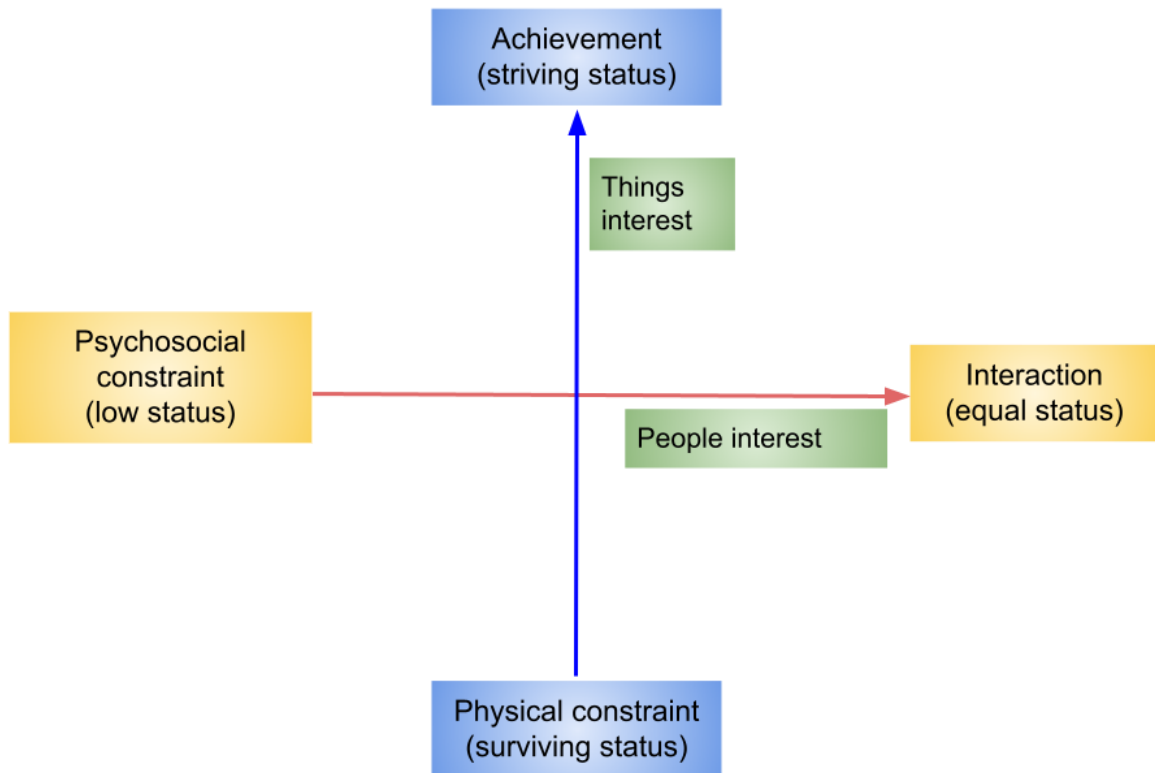 Achievement
(striving status)
Things
interest
Psychosocial
constraint
(low status)
Interaction
(equal status)
People interest
Physical constraint
(surviving status)